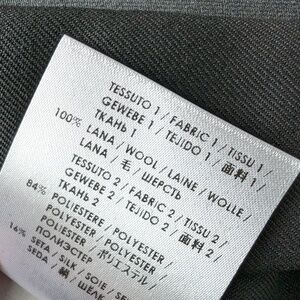 TESSUTO 1 / FABRIC 1 / TISSU 1 /
GEWEBE 1 / TEJIDO 1 / 面料 1 /
ТКАНЬ 1
100% LANA / WOOL / LAINE / WOLLE /
LANA / 毛 / ШЕРСТЬ
TESSUTO 2 / FABRIC 2 / TISSU 2 /
GEWEBE 2 / TEJIDO 2 / 面料 2 /
ТКАНЬ 2
84% POLIESTERE / POLYESTER /
POLYESTER / POLYESTER /
POLIESTER / ポリエステル /
ПОЛИЭСТЕР
16% SETA / SILK / SOIE / SEIDE /
SEDA / 絹 / ШЁЛК